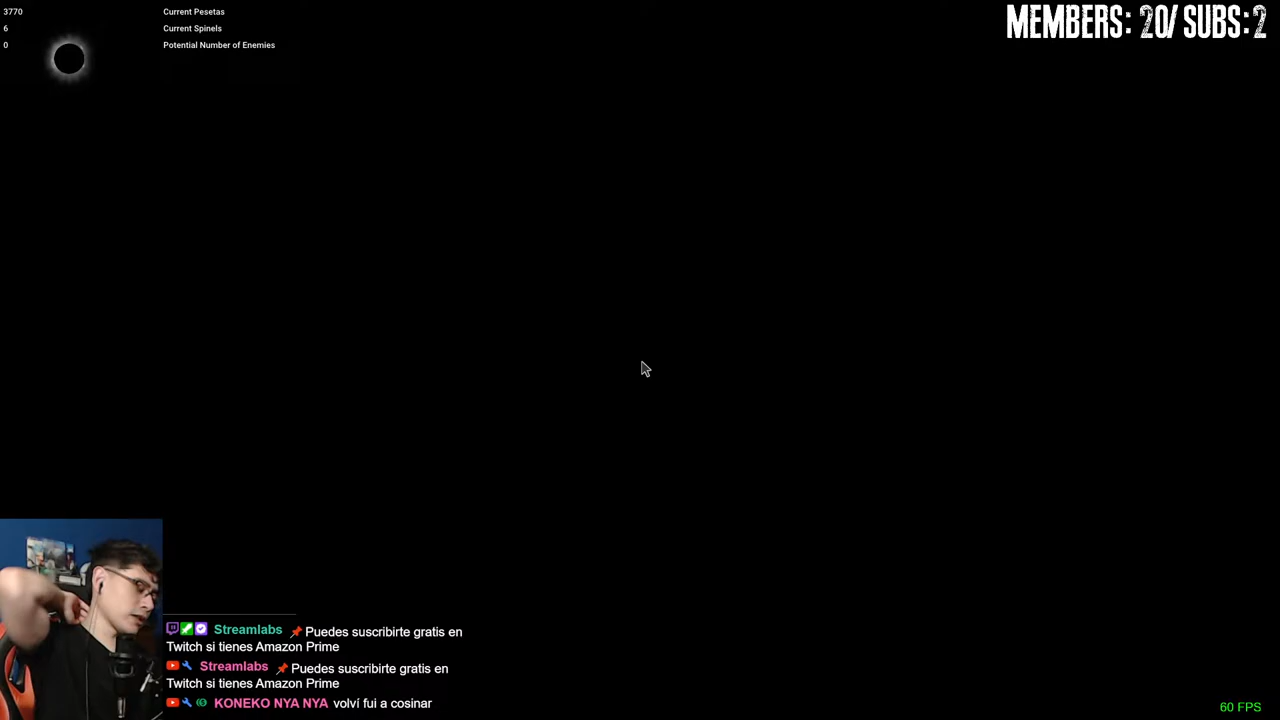 3770 Current Pesetas
6 Current Spinels
0 Potential Number of Enemies
MEMBERS: 20/ SUBS:2
Streamlabs 📌 Puedes suscribirte gratis en
Twitch si tienes Amazon Prime
Streamlabs 📌 Puedes suscribirte gratis en
Twitch si tienes Amazon Prime
KONEKO NYA NYA volví fui a cosinar
60 FPS